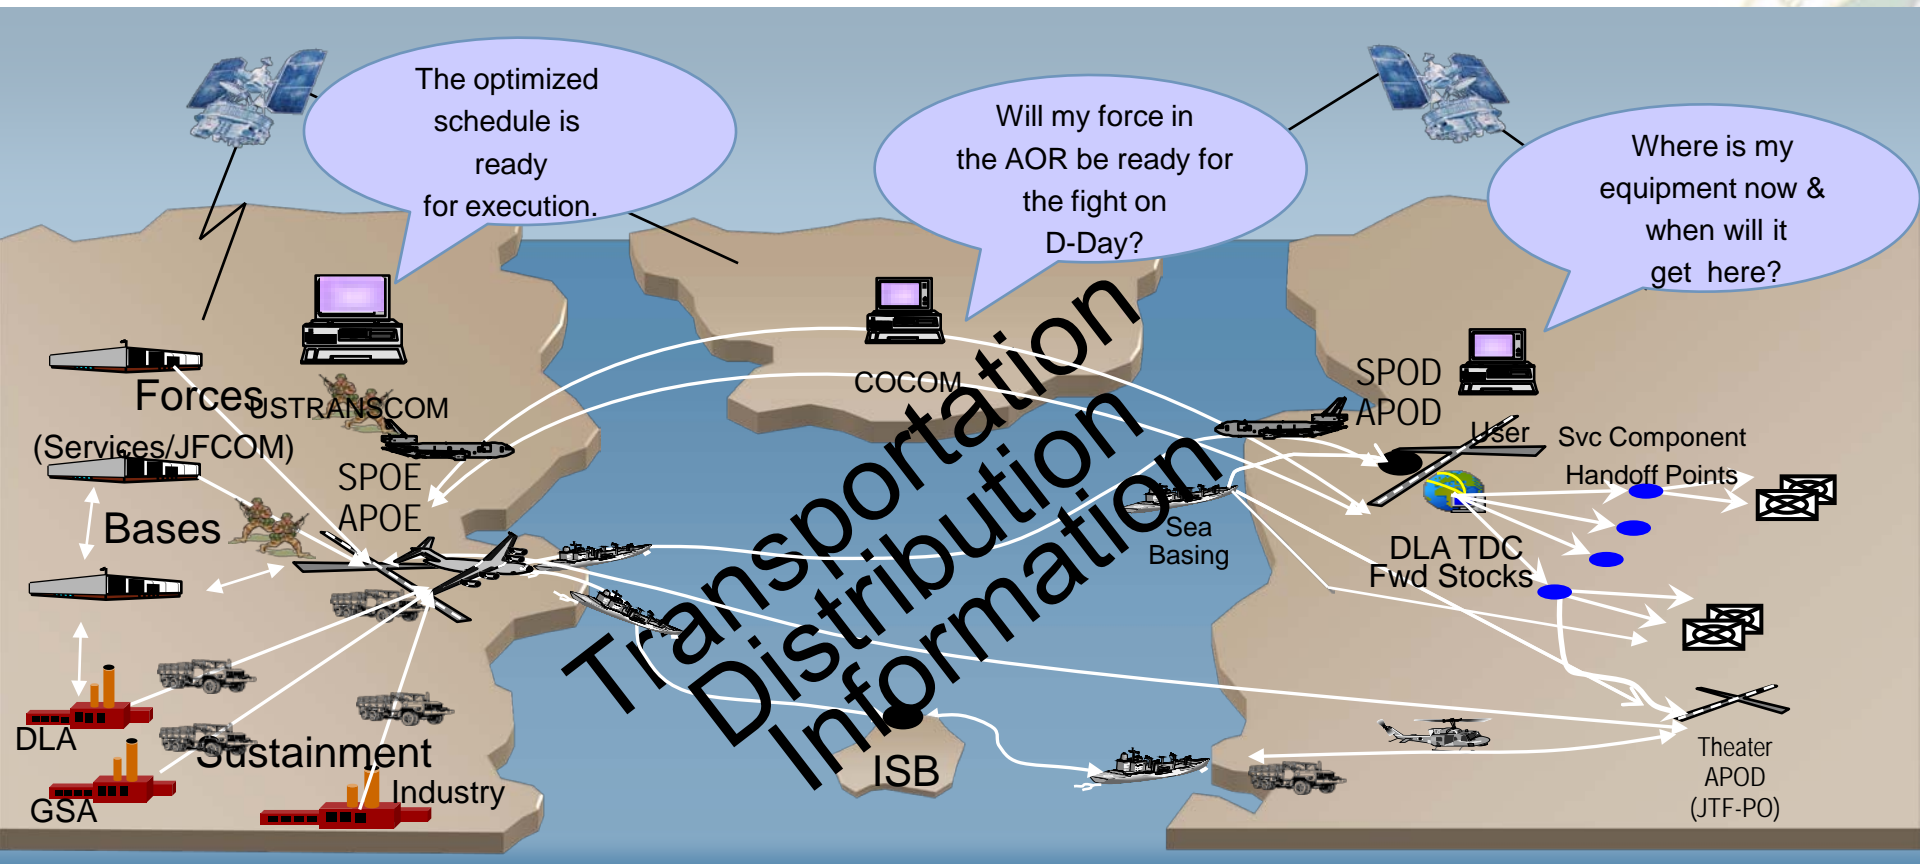 The optimized
schedule is
ready
for execution.
Will my force in
the AOR be ready for
the fight on
D-Day?
Where is my
equipment now &
when will it
get here?
Forces
USTRANSCOM
(Services/JFCOM)
SPOE
APOE
Bases
COCOM
SPOD
APOD
User
Svc Component
Handoff Points
Sea
Basing
DLA TDC
Fwd Stocks
Transportation
Distribution
Information
DLA
Sustainment
GSA
Industry
ISB
Theater
APOD
(JTF-PO)